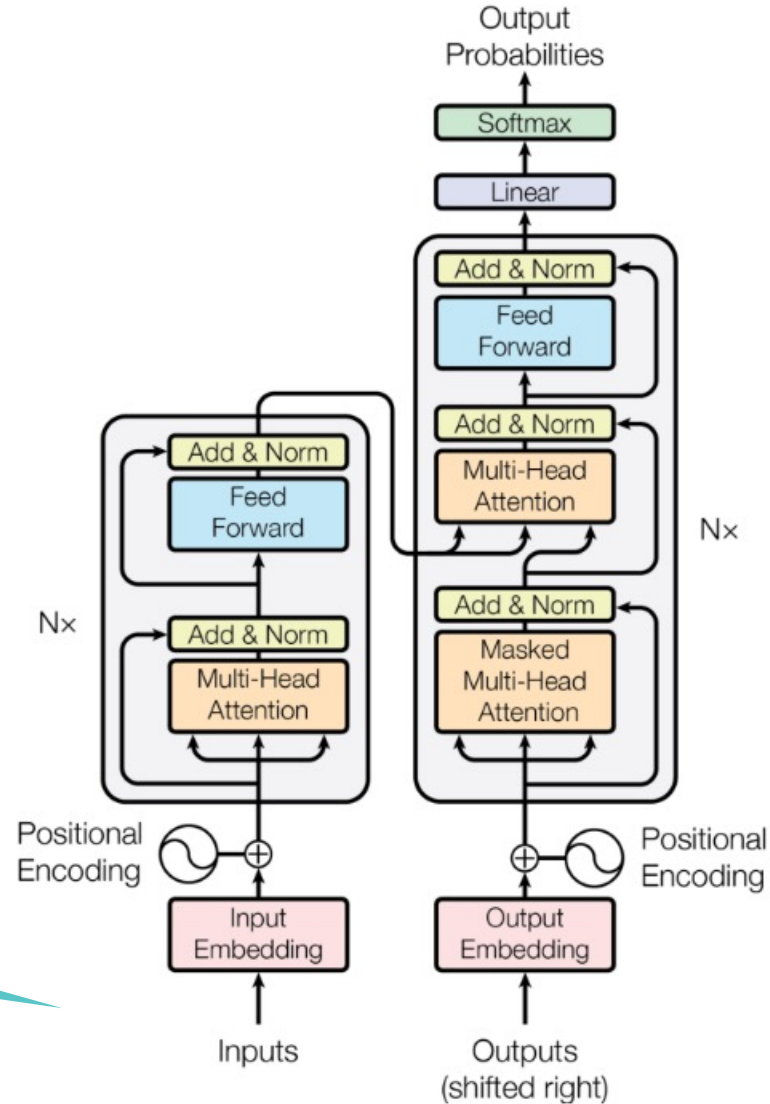 Output
Probabilities
Softmax
Linear
Add & Norm
Feed
Forward
Add & Norm
Multi-Head
Attention
Add & Norm
Masked
Multi-Head
Attention
Nx
Add & Norm
Feed
Forward
Add & Norm
Multi-Head
Attention
Nx
Positional
Encoding
Positional
Encoding
Input
Embedding
Output
Embedding
Inputs
Outputs
(shifted right)